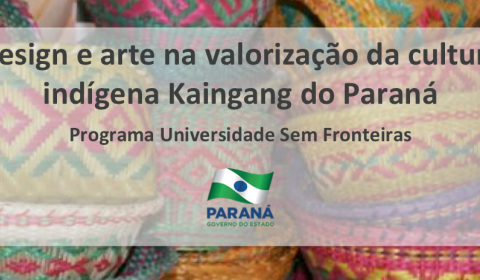 esign e arte na valorização da cultur
indígena Kaingang do Paraná
Programa Universidade Sem Fronteiras
PARANÁ
GOVERNO DO ESTADO